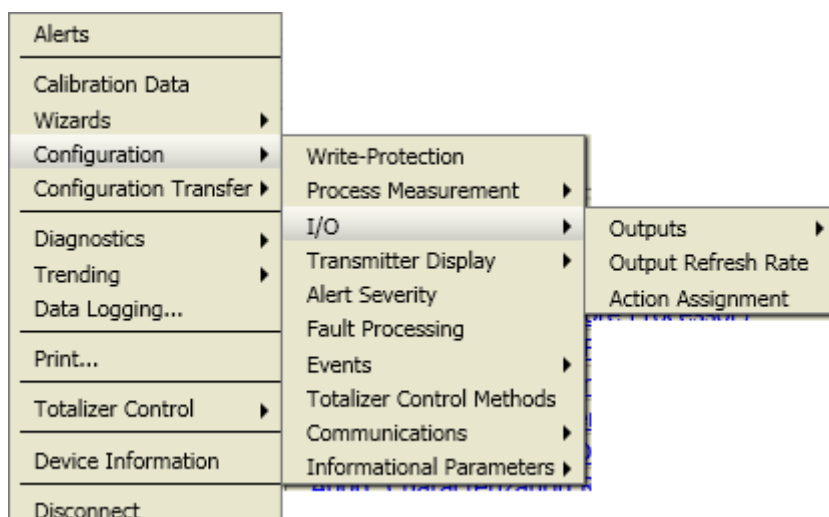 Alerts
Calibration Data
Wizards
Configuration
Configuration Transfer
Diagnostics
Trending
Data Logging...
Print...
Totalizer Control
Device Information
Disconnect
Write-Protection
Process Measurement
I/O
Transmitter Display
Alert Severity
Fault Processing
Events
Totalizer Control Methods
Communications
Informational Parameters
Outputs
Output Refresh Rate
Action Assignment